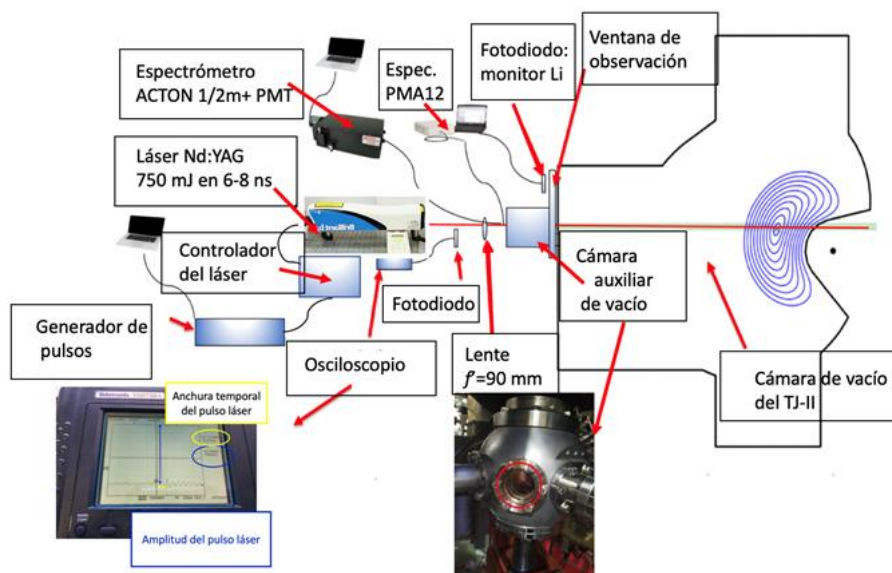 Espectrómetro
ACTON 1/2m+ PMT
Espec.
PMA12
Fotodiodo:
monitor Li
Ventana de
observación
Láser Nd:YAG
750 mJ en 6-8 ns
Controlador
del láser
Fotodiodo
Cámara
auxiliar
de vacío
Generador de
pulsos
Osciloscopio
Lente
f'=90 mm
Cámara de vacío
del TJ-II
Tektronix
Anchura temporal
del pulso láser
Amplitud del pulso láser